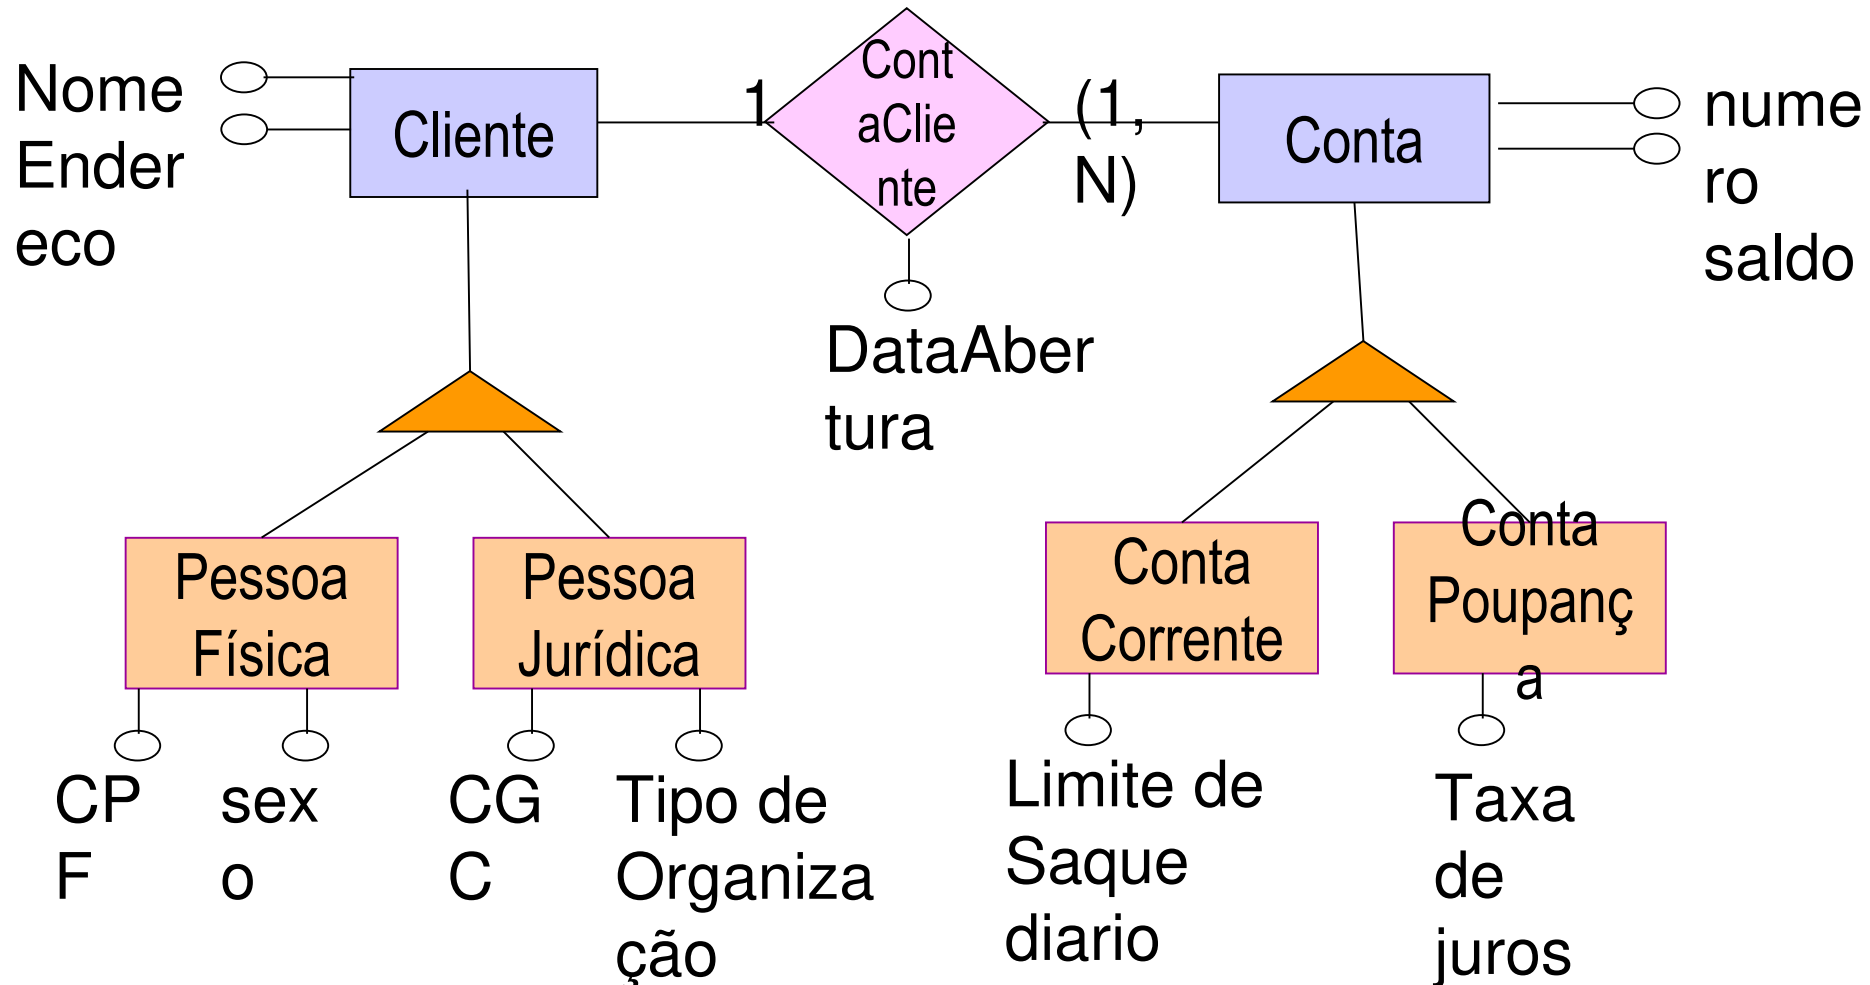 Nome
Ender
eco
Cliente
1
Cont
aClie
nte
(1,
N)
Conta
nume
ro
saldo
DataAber
tura
Pessoa
Física
Pessoa
Jurídica
Conta
Corrente
Conta
Poupanç
a
CP
F
sex
o
CG
C
Tipo de
Organiza
ção
Limite de
Saque
diario
Taxa
de
juros